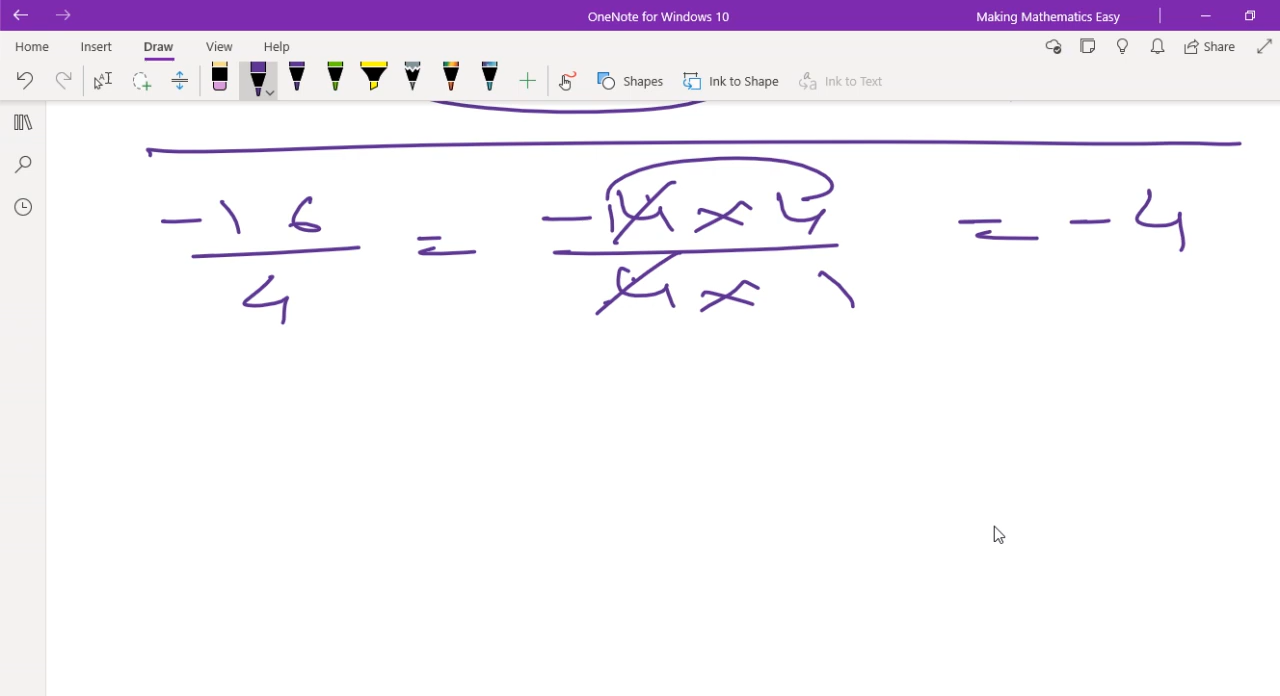 OneNote for Windows 10
Making Mathematics Easy
Home Insert Draw View Help
Share
Shapes Ink to Shape Ink to Text
-16/4 = -4 × 4/4 × 1 = -4